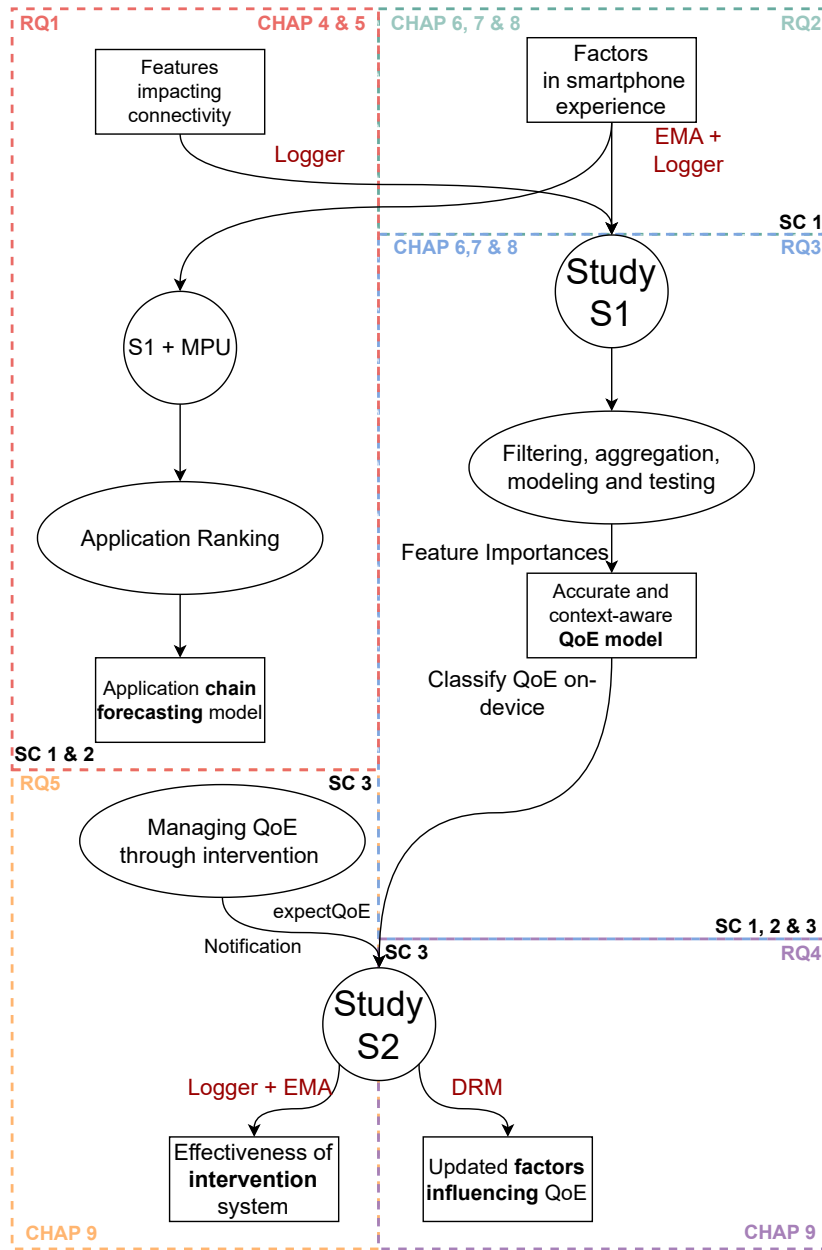 RQ1
CHAP 4 & 5
CHAP 6, 7 & 8
RQ2
Features
impacting
connectivity
Factors
in smartphone
experience
Logger
EMA +
Logger
SC 1
CHAP 6,7 & 8
RQ3
Study
S1
S1 + MPU
Filtering, aggregation,
modeling and testing
Application Ranking
Feature Importances
Accurate and
context-aware
QoE model
Application chain
forecasting model
Classify QoE on-
device
SC 1 & 2
RQ5
SC 3
Managing QoE
through intervention
expectQoE
Notification
SC 1, 2 & 3
SC 3
RQ4
Study
S2
Logger + EMA
DRM
Effectiveness of
intervention
system
Updated factors
influencing QoE
CHAP 9
CHAP 9